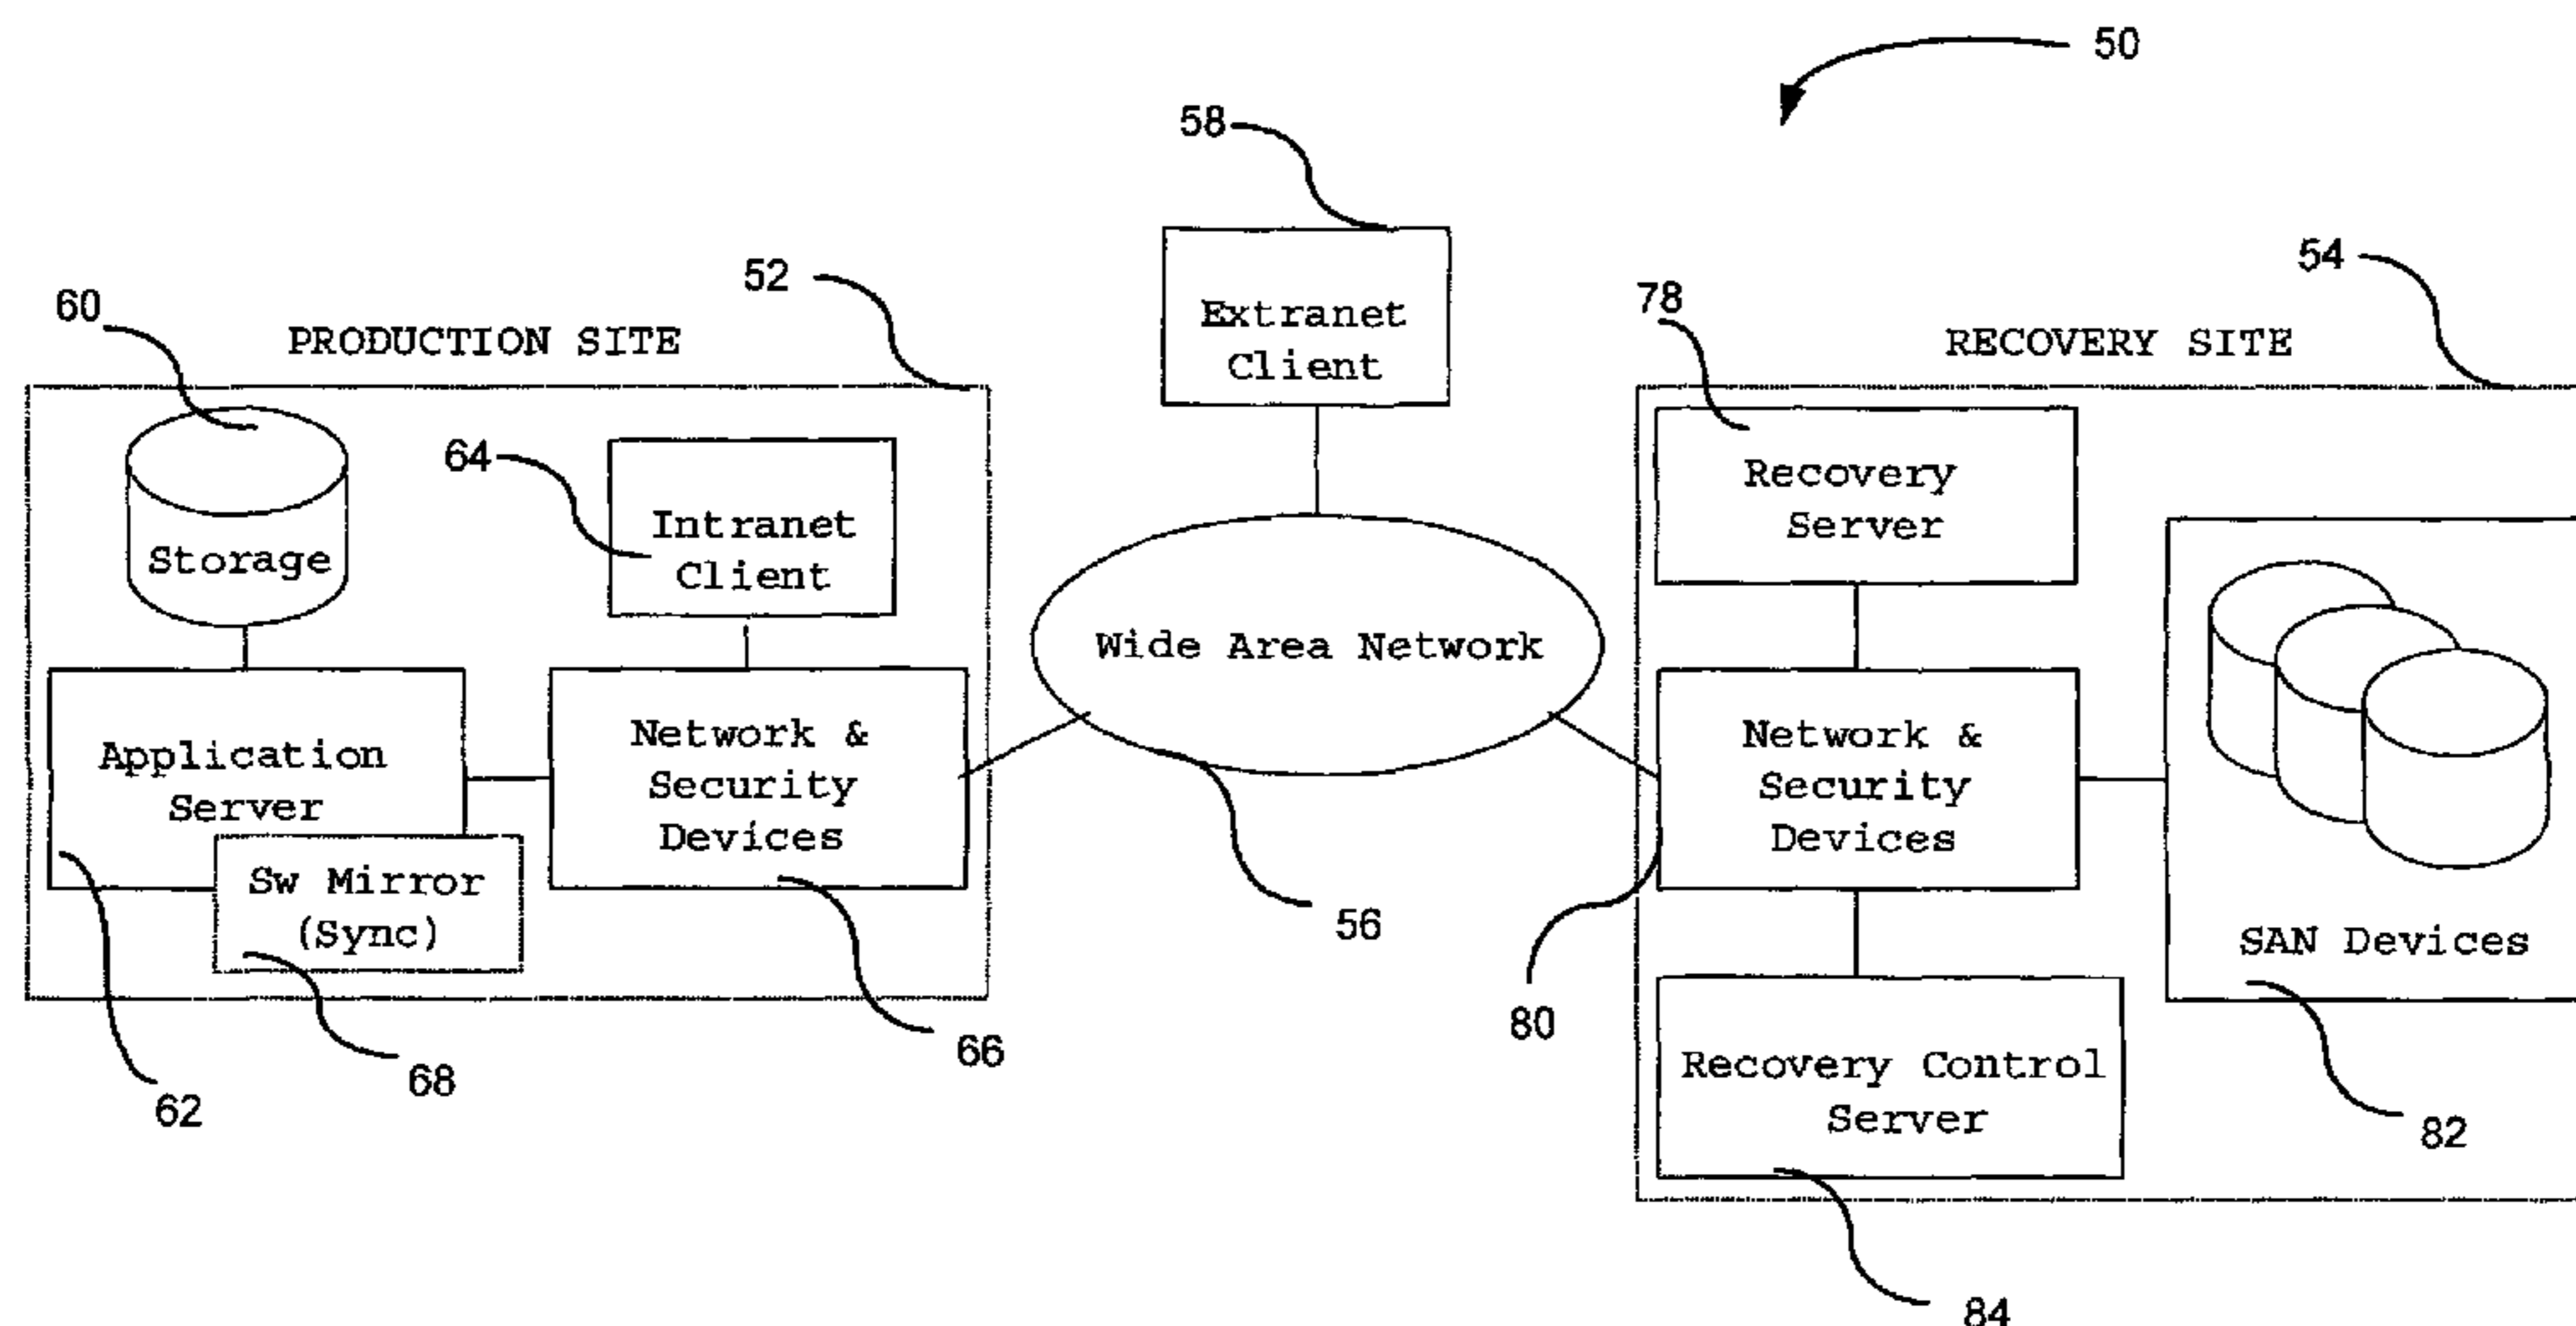 50
58
52
54
60
78
PRODUCTION SITE
RECOVERY SITE
Extranet
Client
64
Storage
Intranet
Client
Recovery
Server
Wide Area Network
Application
Server
Network &
Security
Devices
Network &
Security
Devices
Sw Mirror
(Sync)
SAN Devices
56
80
66
68
62
Recovery Control
Server
82
84